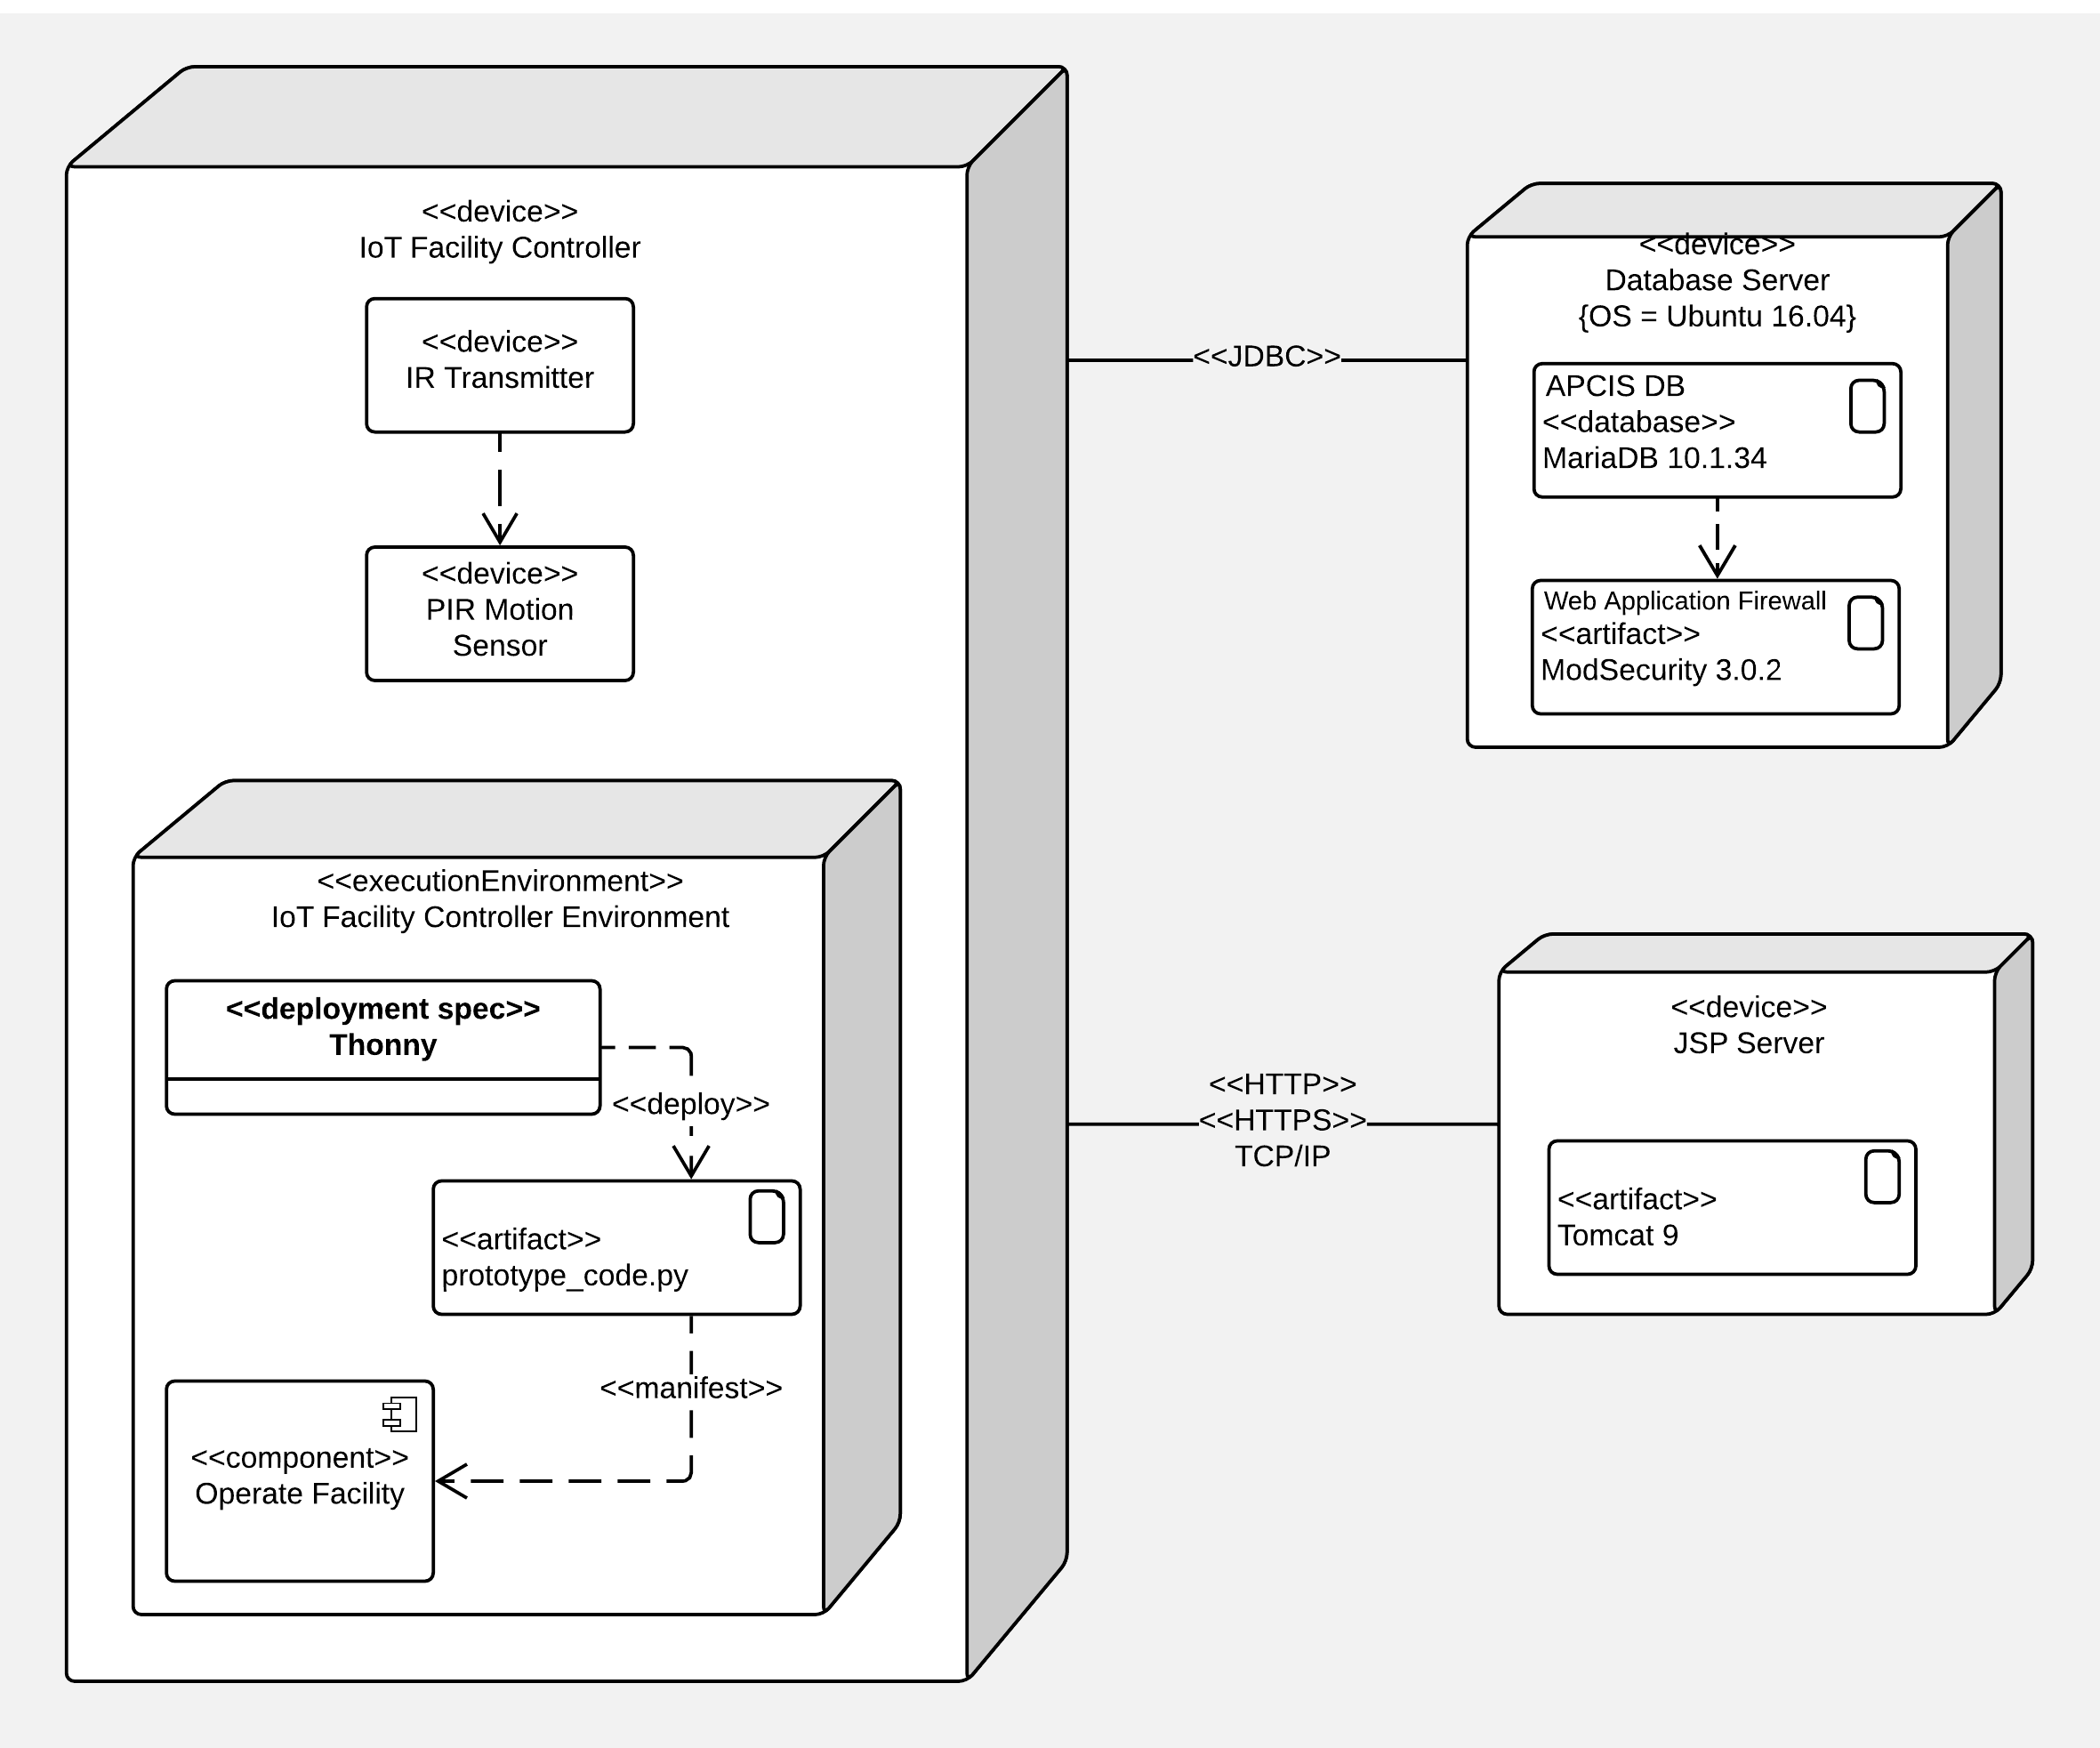 <<device>>
IoT Facility Controller
<<device>>
IR Transmitter
<<device>>
PIR Motion
Sensor
<<executionEnvironment>>
IoT Facility Controller Environment
<<deployment spec>>
Thonny
<<deploy>>
<<artifact>>
prototype_code.py
<<manifest>>
<<component>>
Operate Facility
<<JDBC>>
<<device>>
Database Server
{OS = Ubuntu 16.04}
APCIS DB
<<database>>
MariaDB 10.1.34
Web Application Firewall
<<artifact>>
ModSecurity 3.0.2
<<HTTP>>
<<HTTPS>>
TCP/IP
<<device>>
JSP Server
<<artifact>>
Tomcat 9